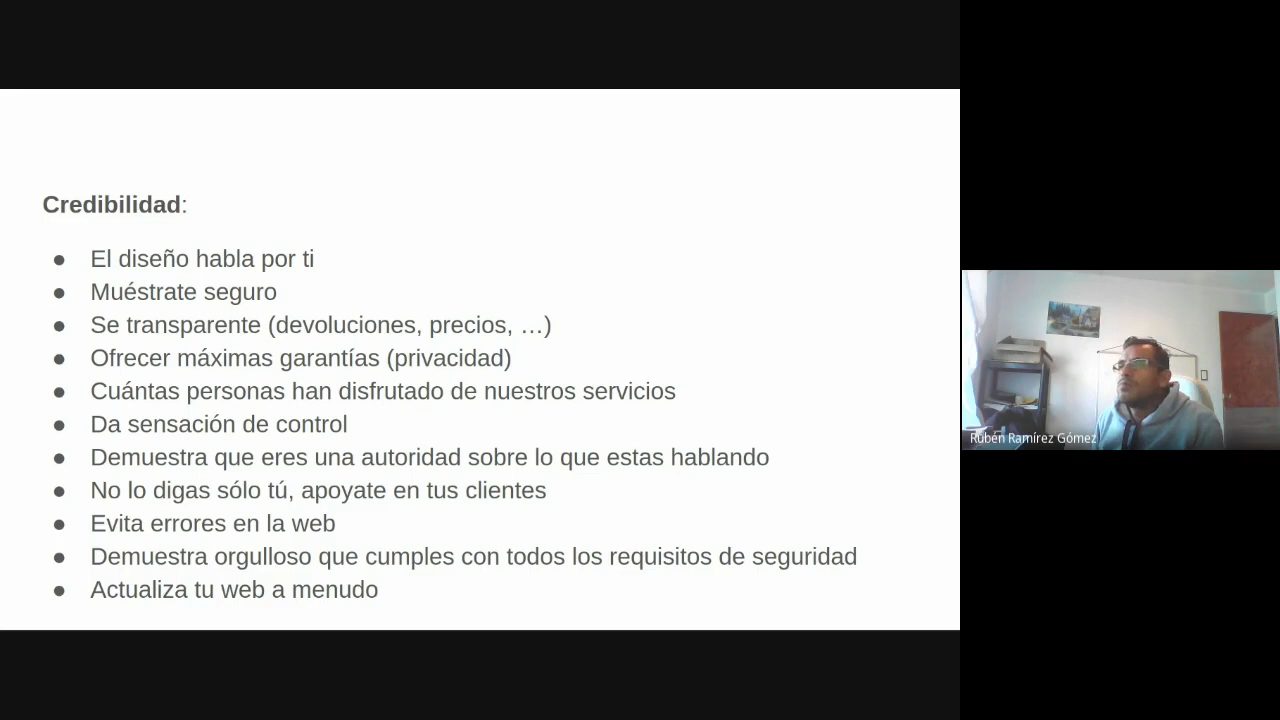 Credibilidad:
● El diseño habla por ti
● Muéstrate seguro
● Se transparente (devoluciones, precios, …)
● Ofrecer máximas garantías (privacidad)
● Cuántas personas han disfrutado de nuestros servicios
● Da sensación de control
● Demuestra que eres una autoridad sobre lo que estas hablando
● No lo digas sólo tú, apoyate en tus clientes
● Evita errores en la web
● Demuestra orgulloso que cumples con todos los requisitos de seguridad
● Actualiza tu web a menudo
Rubén Ramírez Gómez